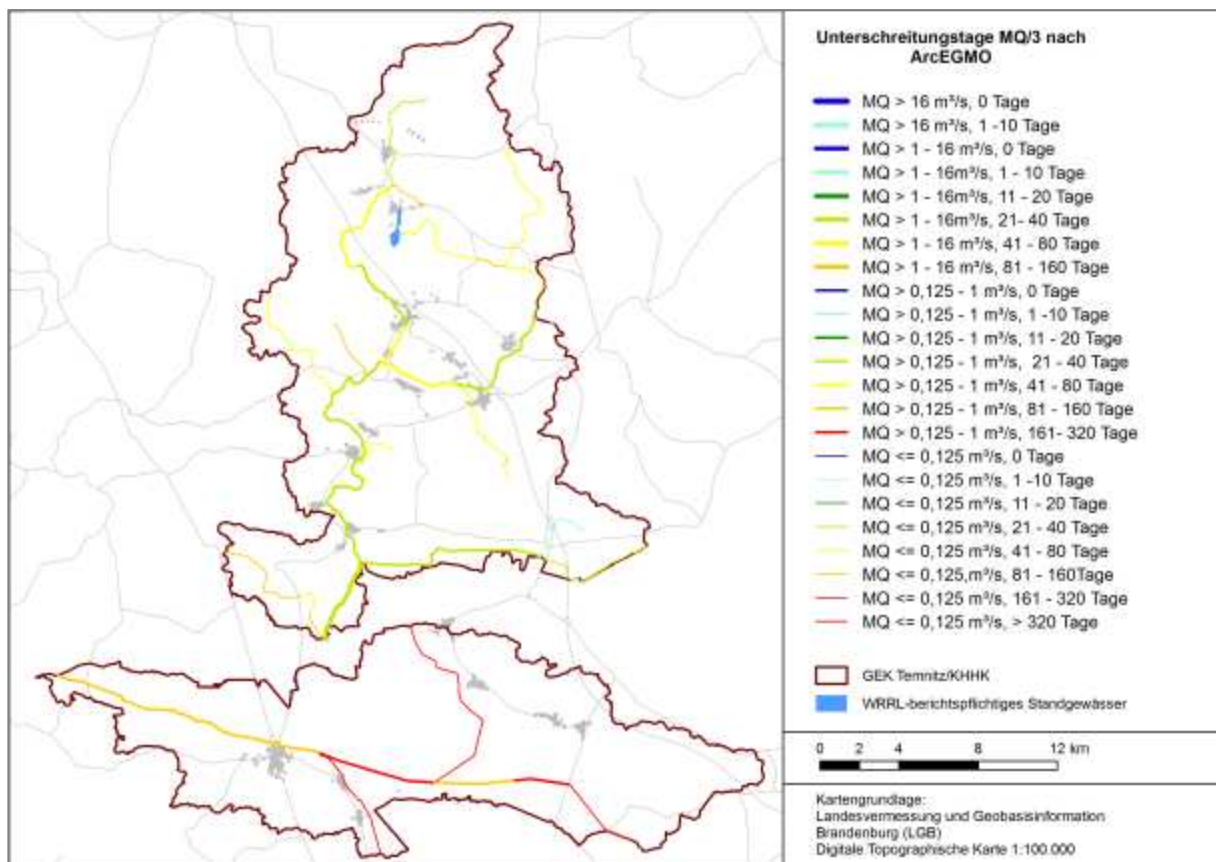 Unterschreitungstage MQ/3 nach
ArcEGMO
MQ > 16 m³/s, 0 Tage
MQ > 16 m³/s, 1 -10 Tage
MQ > 1 - 16 m³/s, 0 Tage
MQ > 1 - 16m³/s, 1 - 10 Tage
MQ > 1 - 16m³/s, 11 - 20 Tage
MQ > 1 - 16m³/s, 21- 40 Tage
MQ > 1 - 16 m³/s, 41 - 80 Tage
MQ > 1 - 16 m³/s, 81 - 160 Tage
MQ > 0,125 - 1 m³/s, 0 Tage
MQ > 0,125 - 1 m³/s, 1 -10 Tage
MQ > 0,125 - 1 m³/s, 11 - 20 Tage
MQ > 0,125 - 1 m³/s, 21 - 40 Tage
MQ > 0,125 - 1 m³/s, 41 - 80 Tage
MQ > 0,125 - 1 m³/s, 81 - 160 Tage
MQ > 0,125 - 1 m³/s, 161- 320 Tage
MQ <= 0,125 m³/s, 0 Tage
MQ <= 0,125 m³/s, 1 -10 Tage
MQ <= 0,125 m³/s, 11 - 20 Tage
MQ <= 0,125 m³/s, 21 - 40 Tage
MQ <= 0,125 m³/s, 41 - 80 Tage
MQ <= 0,125,m³/s, 81 - 160Tage
MQ <= 0,125 m³/s, 161 - 320 Tage
MQ <= 0,125 m³/s, > 320 Tage
GEK Temnitz/KHHK
WRRL-berichtspflichtiges Standgewässer
0 2 4 8 12 km
Kartengrundlage:
Landesvermessung und Geobasisinformation
Brandenburg (LGB)
Digitale Topographische Karte 1:100.000